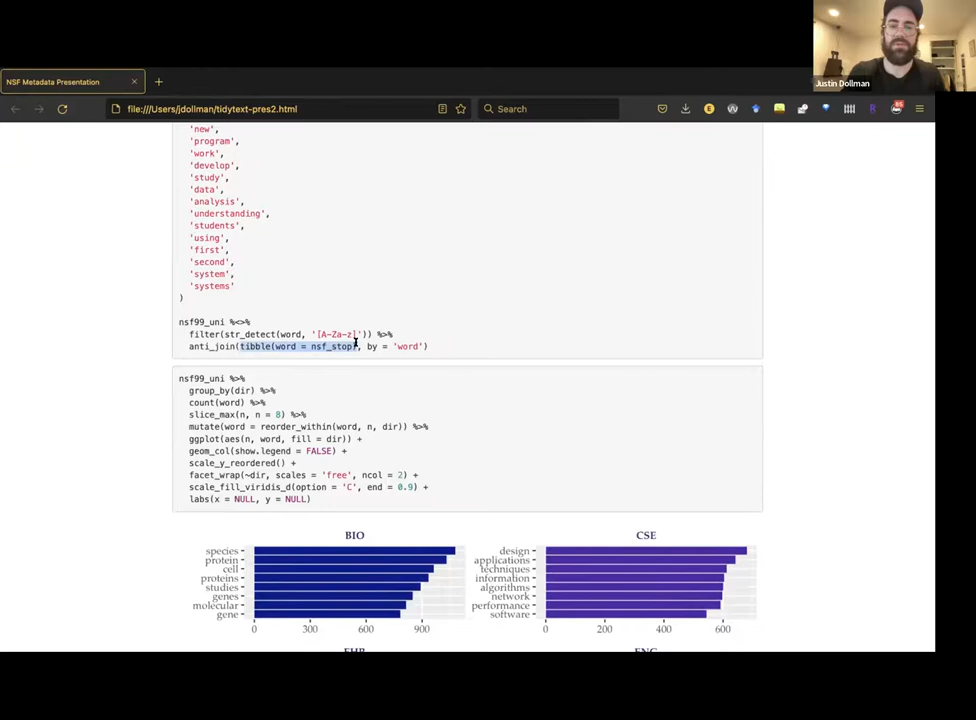 Justin Dollman
NSF Metadata Presentation
file:///Users/jdollman/tidytext-pres2.html
Search
'new',
'program',
'work',
'develop',
'study',
'data',
'analysis',
'understanding',
'students',
'using',
'first',
'second',
'system',
'systems'
)
nsf99_uni %<>%
filter(str_detect(word, '[A-Za-z]')) %>%
anti_join(tibble(word = nsf_stop), by = 'word')
nsf99_uni %>%
group_by(dir) %>%
count(word) %>%
slice_max(n, n = 8) %>%
mutate(word = reorder_within(word, n, dir)) %>%
ggplot(aes(n, word, fill = dir)) +
geom_col(show.legend = FALSE) +
scale_y_reordered() +
facet_wrap(~dir, scales = 'free', ncol = 2) +
scale_fill_viridis_d(option = 'C', end = 0.9) +
labs(x = NULL, y = NULL)
BIO
species
protein
cell
proteins
studies
genes
molecular
gene
0 300 600 900
CSE
design
applications
techniques
information
algorithms
network
performance
software
0 200 400 600
EHR
ENG